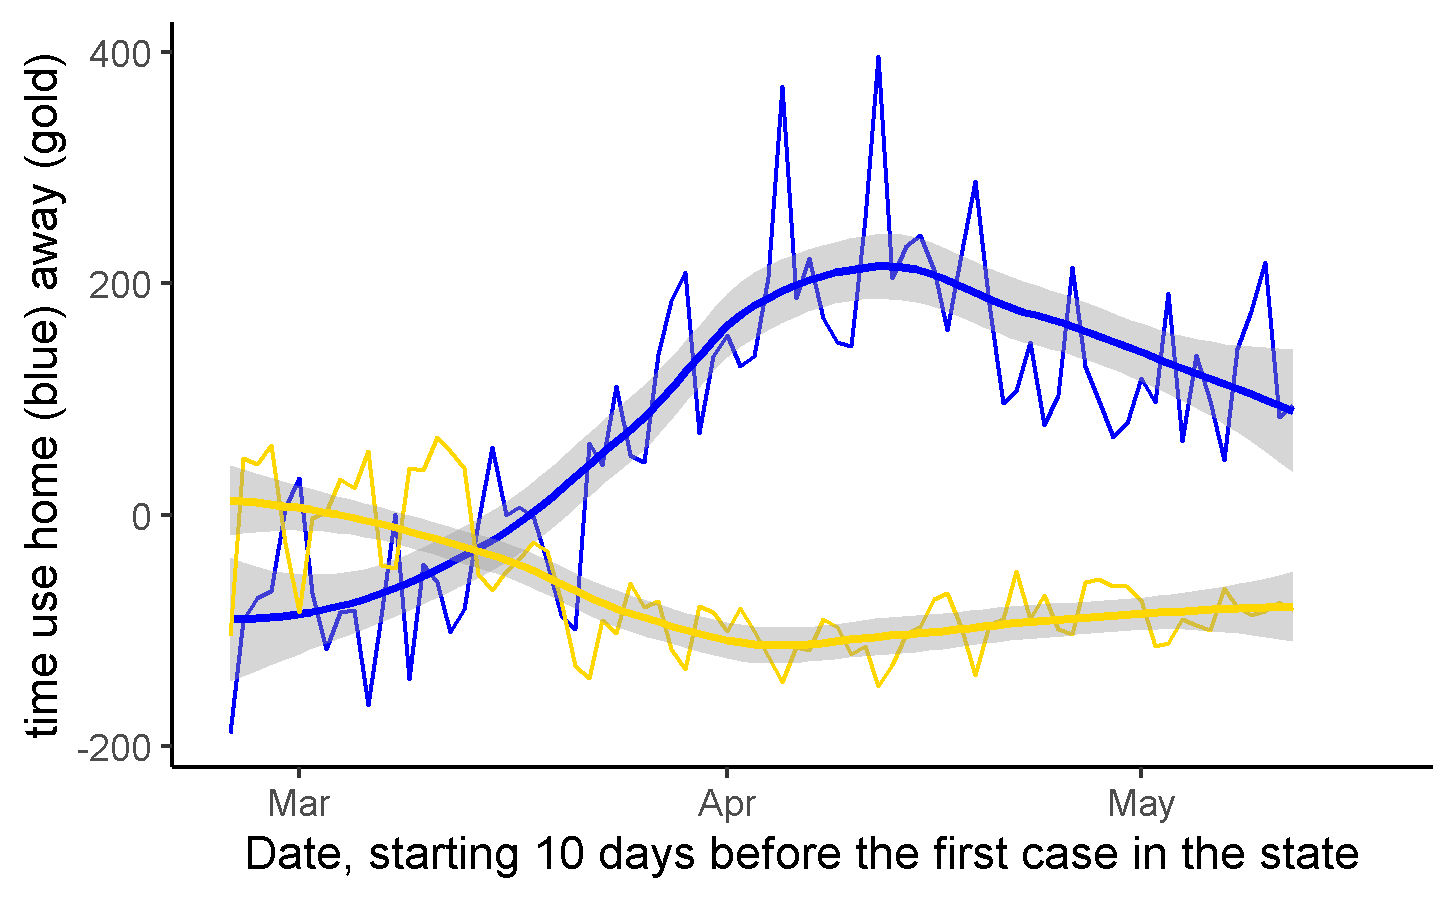 time use home (blue) away (gold)
400
200
0
-200
Mar Apr May
Date, starting 10 days before the first case in the state